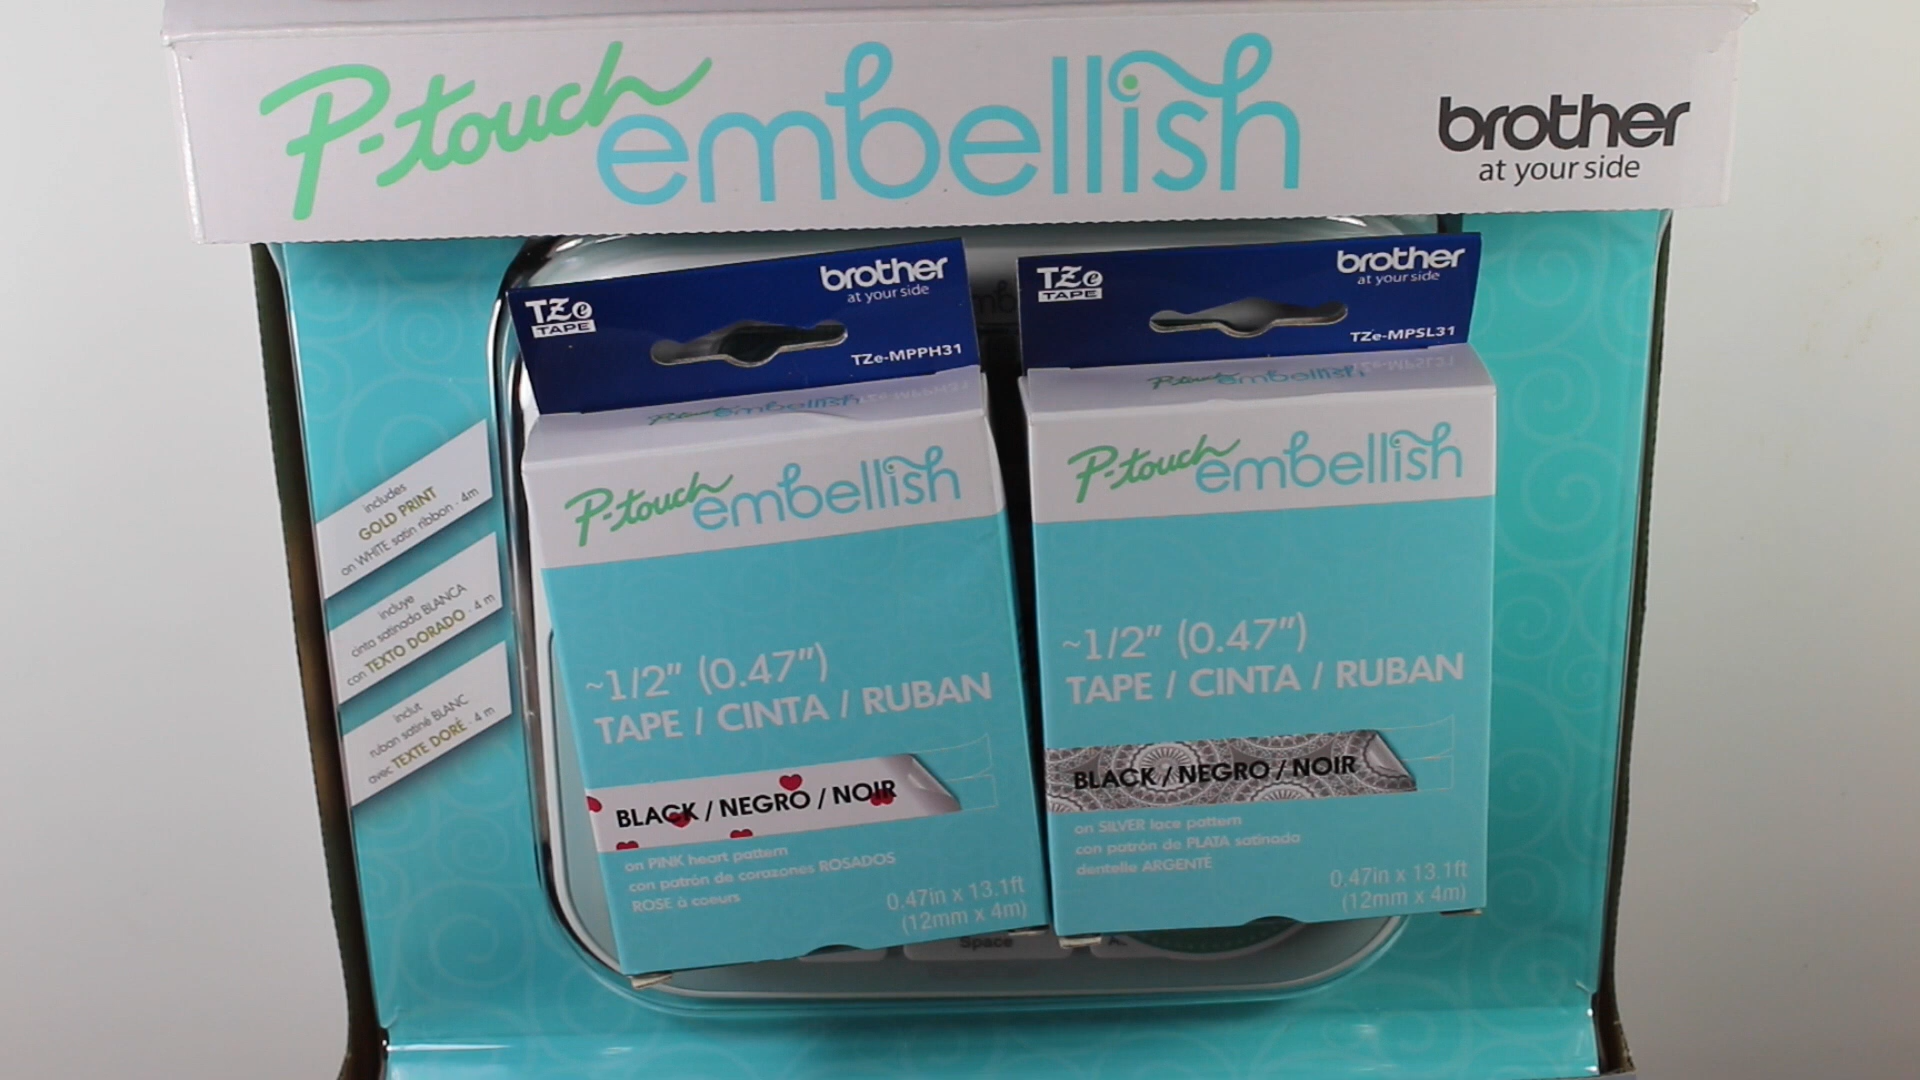 P-touch embellish
brother
at your side
includes
GOLD PRINT
on WHITE satin ribbon · 4m
incluye
cinta satinada BLANCA
con TEXTO DORADO · 4 m
inclut
ruban satiné BLANC
avec TEXTE DORÉ · 4 m
TZe
TAPE
brother
at your side
TZe-MPPH31
P-touch embellish
P-touch embellish
~1/2" (0.47")
TAPE / CINTA / RUBAN
BLACK / NEGRO / NOIR
on PINK heart pattern
con patrón de corazones ROSADOS
ROSE à coeurs
0.47in x 13.1ft
(12mm x 4m)
TZe
TAPE
brother
at your side
TZe-MPSL31
P-touch embellish
P-touch embellish
~1/2" (0.47")
TAPE / CINTA / RUBAN
BLACK / NEGRO / NOIR
on SILVER lace pattern
con patrón de PLATA satinada
dentelle ARGENTÉ
0.47in x 13.1ft
(12mm x 4m)
Space